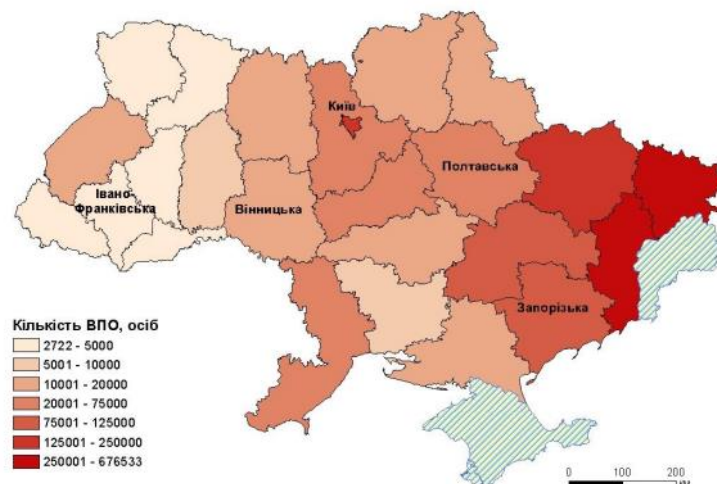 Київ
Полтавська
Івано-
Франківська
Вінницька
Запорізька
Кількість ВПО, осіб
2722 - 5000
5001 - 10000
10001 - 20000
20001 - 75000
75001 - 125000
125001 - 250000
250001 - 676533
0 100 200
КМ